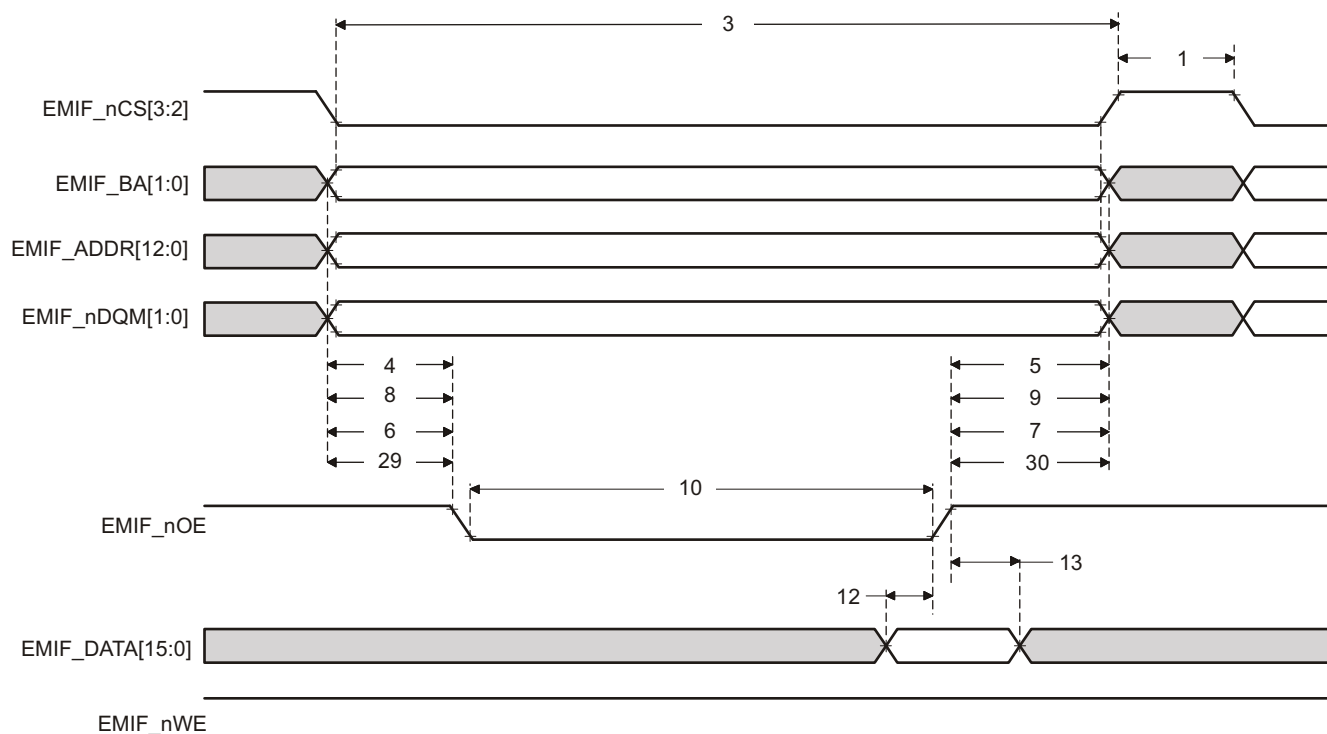 3
1
EMIF_nCS[3:2]
EMIF_BA[1:0]
EMIF_ADDR[12:0]
EMIF_nDQM[1:0]
4 5
8 9
6 7
29 30
10
EMIF_nOE
13
12
EMIF_DATA[15:0]
EMIF_nWE